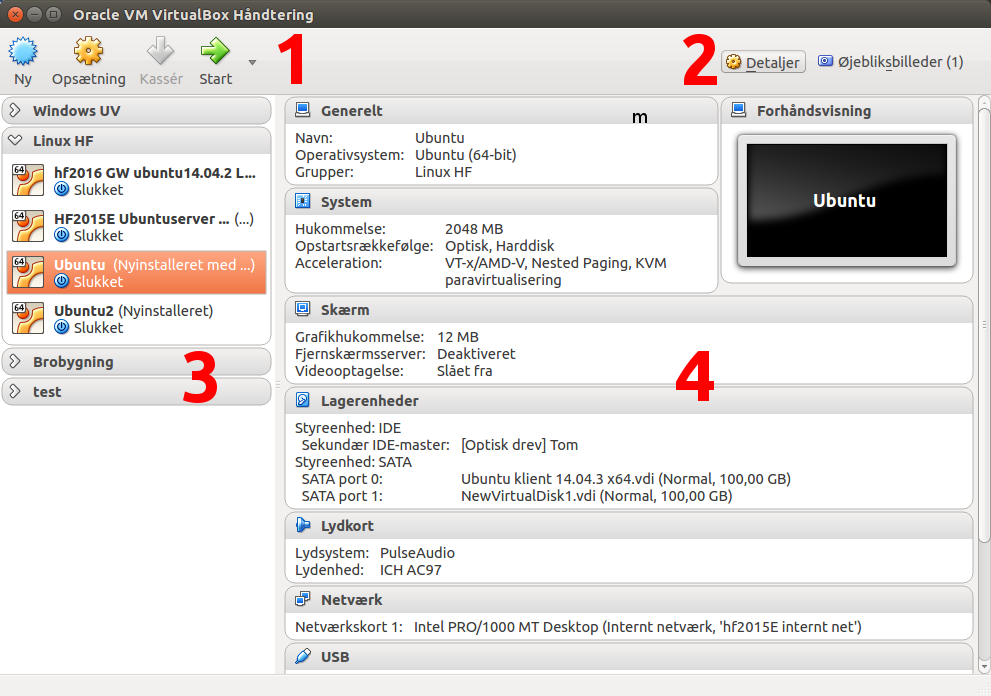 Oracle VM VirtualBox Håndtering
Ny
Opsætning
Kassér
Start
1
2
Detaljer
Øjebliksbilleder (1)
Windows UV
Linux HF
64 hf2016 GW ubuntu14.04.2 L...
Slukket
64 HF2015E Ubuntuserver ... (...)
Slukket
64 Ubuntu (Nyinstalleret med ...)
Slukket
64 Ubuntu2 (Nyinstalleret)
Slukket
Brobygning
3
test
Generelt
m
Navn: Ubuntu
Operativsystem: Ubuntu (64-bit)
Grupper: Linux HF
System
Hukommelse: 2048 MB
Opstartsrækkefølge: Optisk, Harddisk
Acceleration: VT-x/AMD-V, Nested Paging, KVM
paravirtualisering
Forhåndsvisning
Ubuntu
Skærm
Grafikhukommelse: 12 MB
Fjernskærmsserver: Deaktiveret
Videooptagelse: Slået fra
4
Lagerenheder
Styreenhed: IDE
Sekundær IDE-master: [Optisk drev] Tom
Styreenhed: SATA
SATA port 0: Ubuntu klient 14.04.3 x64.vdi (Normal, 100,00 GB)
SATA port 1: NewVirtualDisk1.vdi (Normal, 100,00 GB)
Lydkort
Lydsystem: PulseAudio
Lydenhed: ICH AC97
Netværk
Netværkskort 1: Intel PRO/1000 MT Desktop (Internt netværk, 'hf2015E internt net')
USB